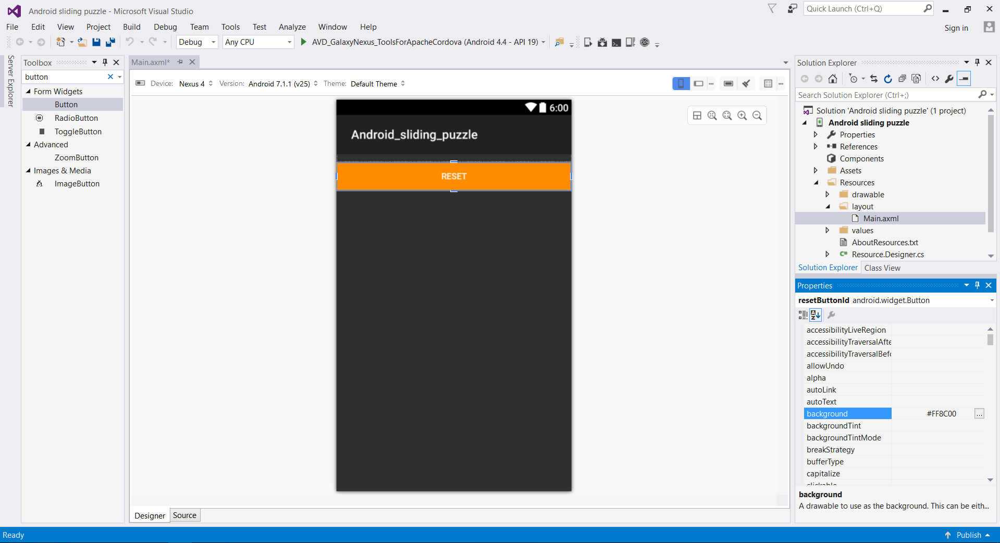 Android sliding puzzle - Microsoft Visual Studio
Quick Launch (Ctrl+Q)
File Edit View Project Build Debug Team Tools Test Analyze Window Help
Sign in
Debug Any CPU AVD_GalaxyNexus_ToolsForApacheCordova (Android 4.4 - API 19)
Server Explorer
Toolbox
button
Form Widgets
Button
RadioButton
ToggleButton
Advanced
ZoomButton
Images & Media
ImageButton
Main.axml*
Device: Nexus 4 Version: Android 7.1.1 (v25) Theme: Default Theme
6:00
Android_sliding_puzzle
RESET
Designer Source
Solution Explorer
Search Solution Explorer (Ctrl+;)
Solution 'Android sliding puzzle' (1 project)
Android sliding puzzle
Properties
References
Components
Assets
Resources
drawable
layout
Main.axml
values
AboutResources.txt
C# Resource.Designer.cs
Solution Explorer Class View
Properties
resetButtonId android.widget.Button
accessibilityLiveRegion
accessibilityTraversalAfte
accessibilityTraversalBefo
allowUndo
alpha
autoLink
autoText
background #FF8C00 ...
backgroundTint
backgroundTintMode
breakStrategy
bufferType
capitalize
clickable
background
A drawable to use as the background. This can be eith...
Ready
Publish